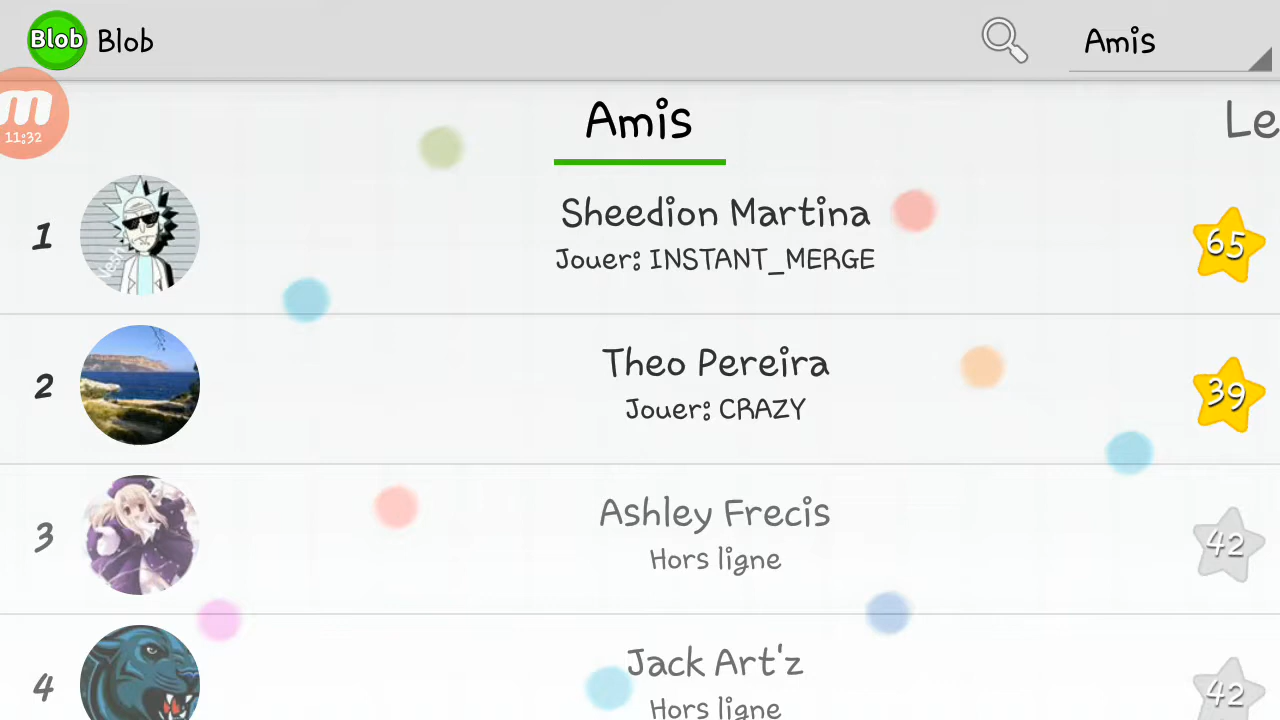 Blob Blob
Amis
11:32
Amis
Le
1
Sheedion Martina
Jouer: INSTANT_MERGE
65
Nesh
2
Theo Pereira
Jouer: CRAZY
39
3
Ashley Frecis
Hors ligne
42
4
Jack Art'z
Hors ligne
42